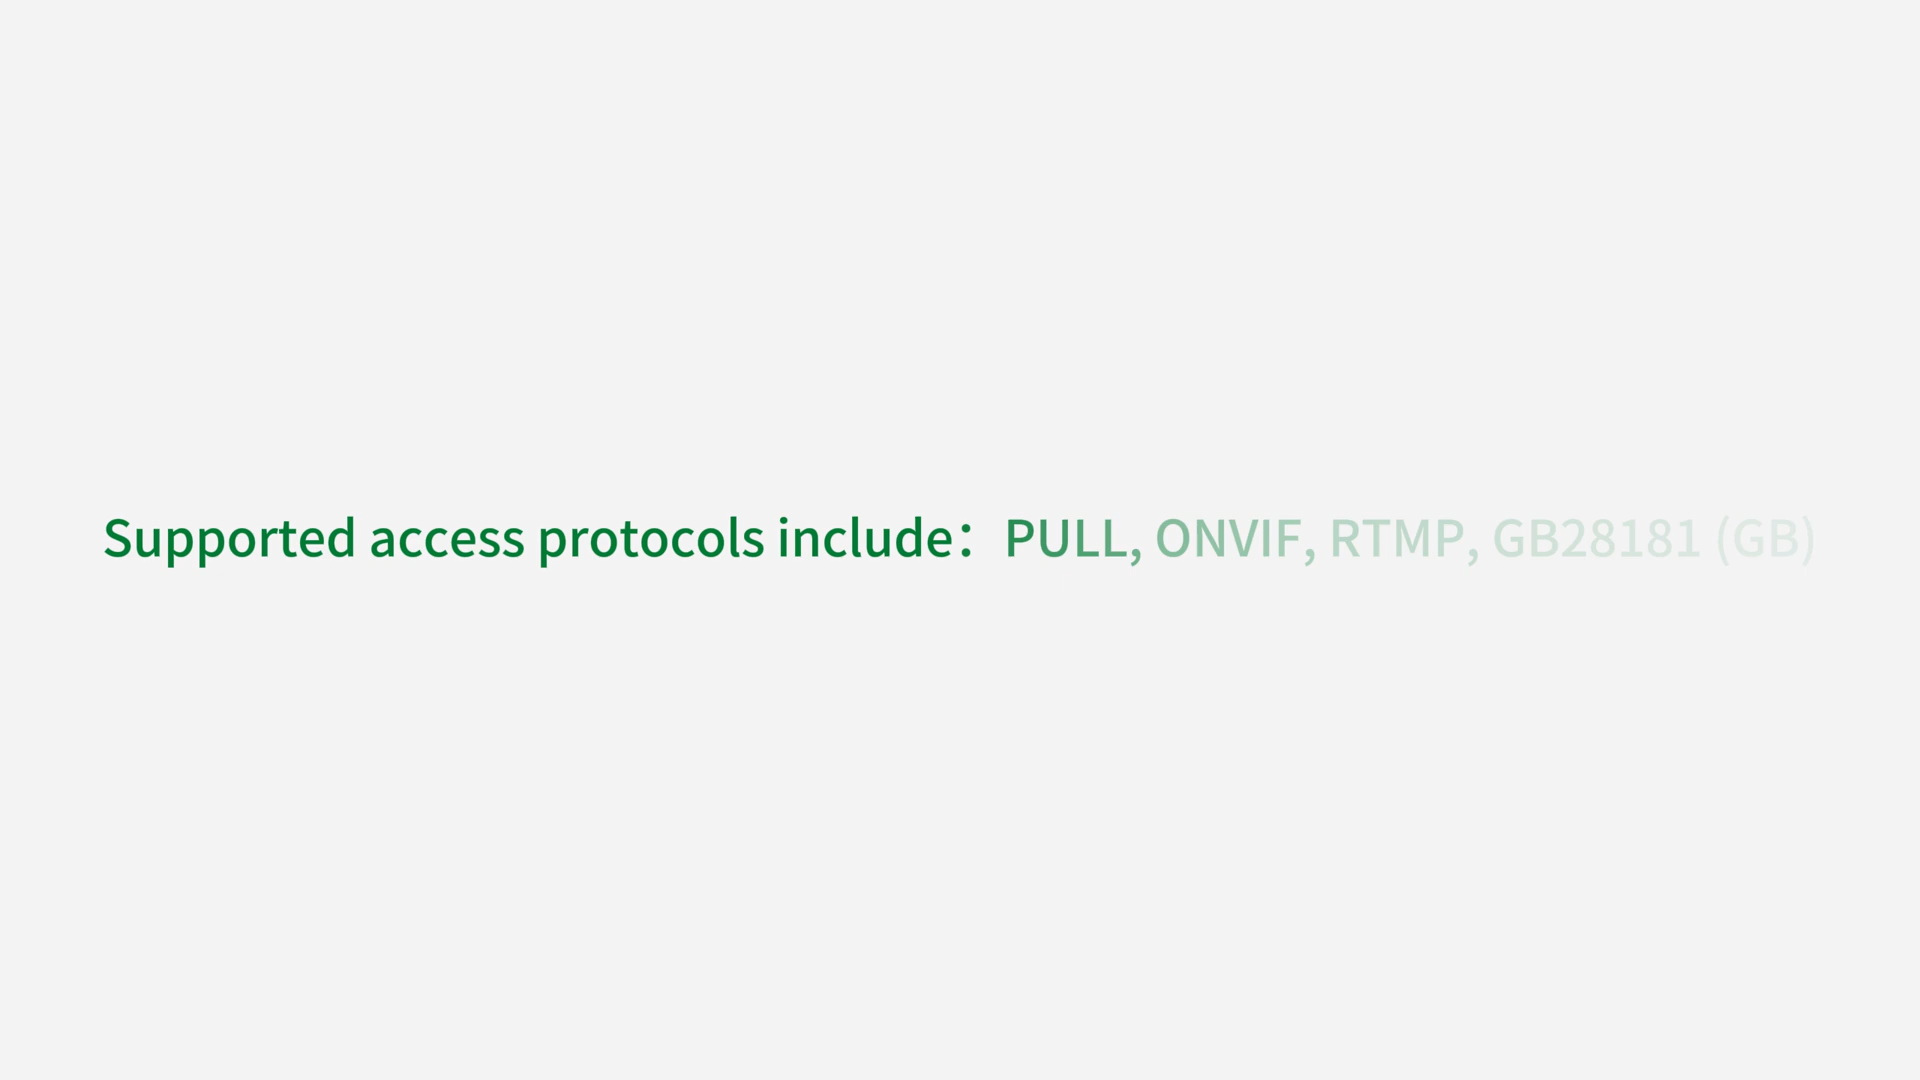 Supported access protocols include：PULL, ONVIF, RTMP, GB28181 (GB)